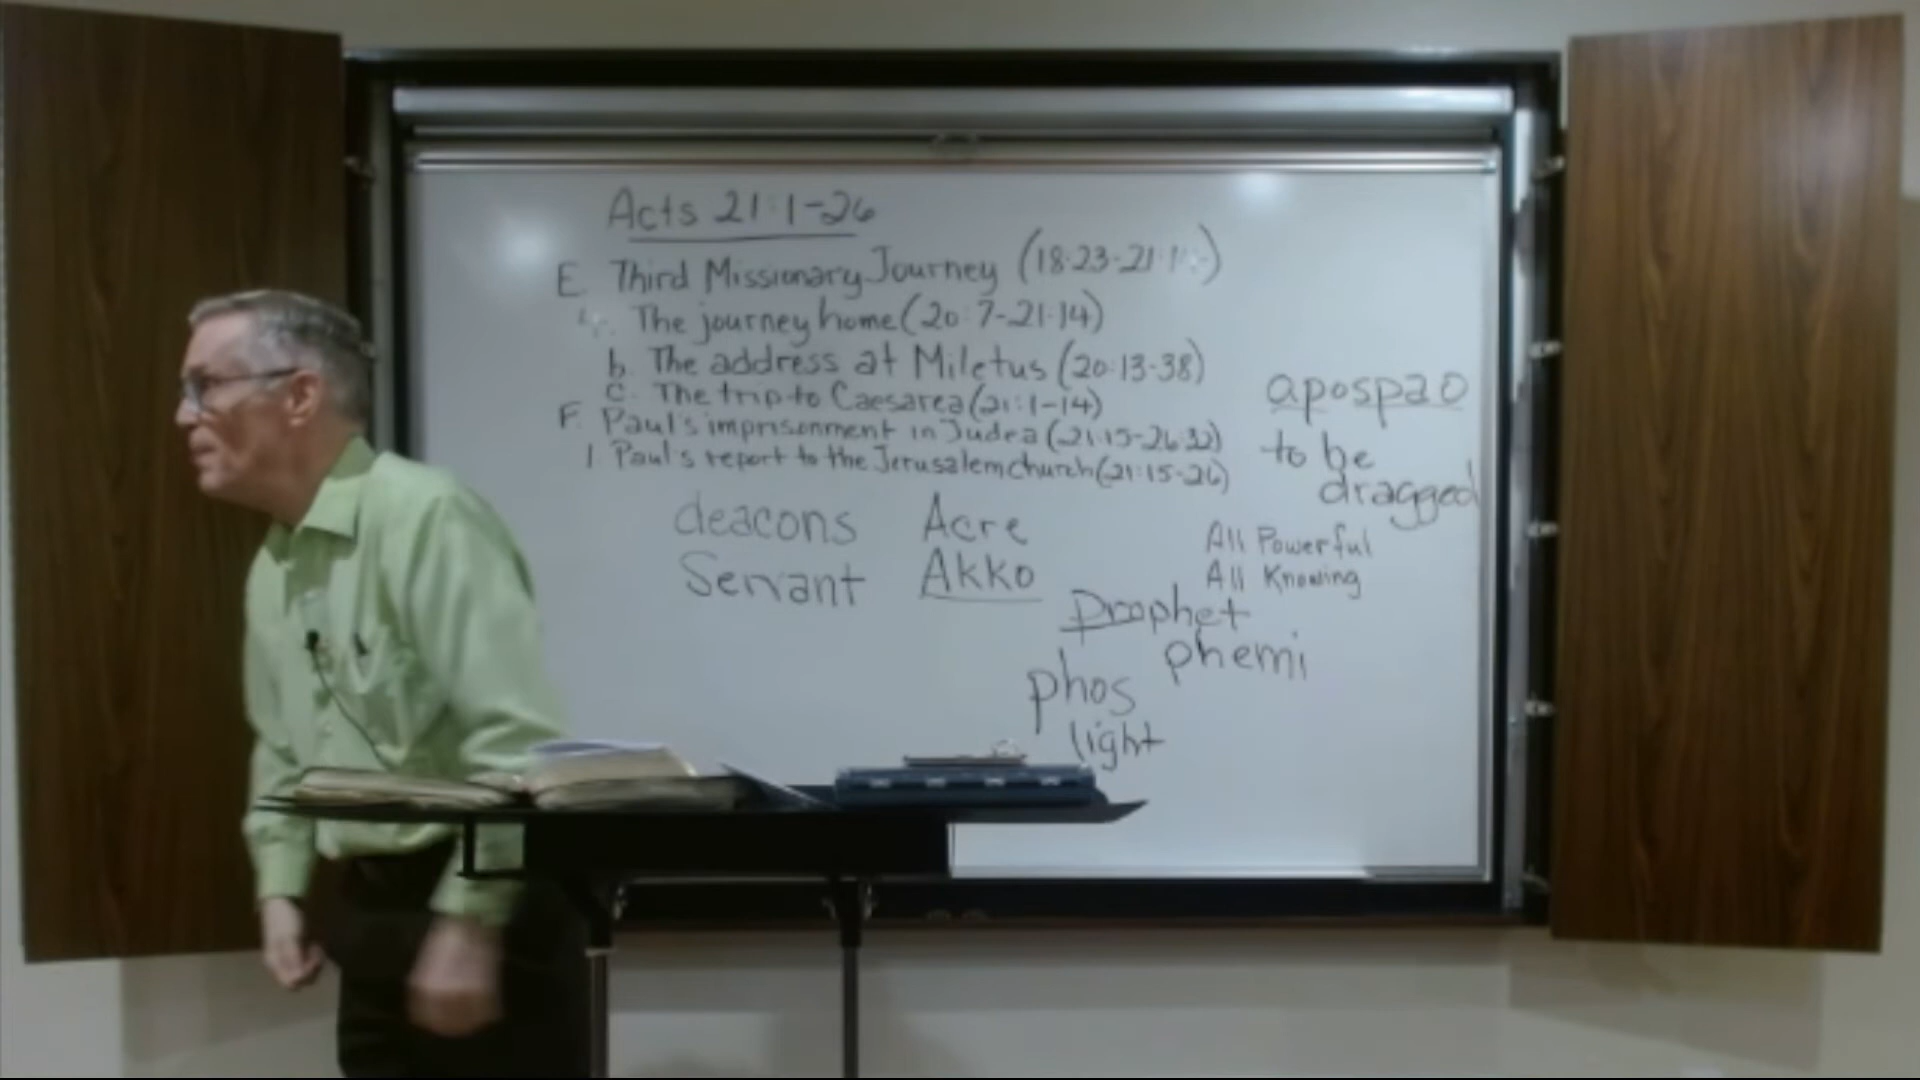 Acts 21:1-26
E. Third Missionary Journey (18:23-21:1
The journey home (20:7-21:14)
b. The address at Miletus (20:13-38)
c. The trip to Caesarea (21:1-14)
F. Paul's imprisonment in Judea (21:15-26:32)
1. Paul's report to the Jerusalem church (21:15-26)
apospao
to be
dragged
deacons
Servant
Acre
Akko
All Powerful
All Knowing
Prophet
phemi
phos
light